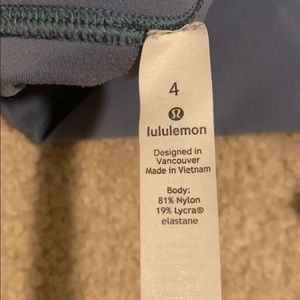 4
lululemon
Designed in
Vancouver
Made in Vietnam
Body:
81% Nylon
19% Lycra®
elastane